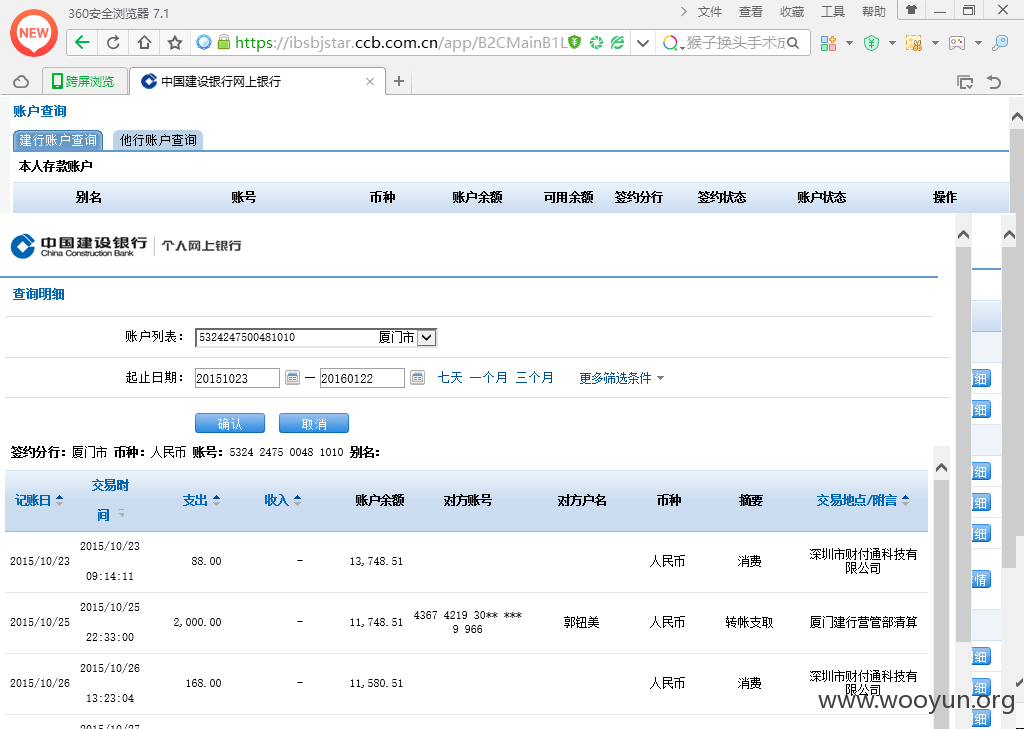 360安全浏览器 7.1
文件 查看 收藏 工具 帮助
NEW
https://ibsbjstar.ccb.com.cn/app/B2CMainB1L
猴子换头手术成
跨屏浏览
中国建设银行网上银行
账户查询
建行账户查询 他行账户查询
本人存款账户
别名 账号 币种 账户余额 可用余额 签约分行 签约状态 账户状态 操作
中国建设银行 个人网上银行
China Construction Bank
查询明细
账户列表: 5324247500481010 厦门市
起止日期: 20151023 — 20160122 七天 一个月 三个月 更多筛选条件
细
细
确认 取消
签约分行: 厦门市 币种: 人民币 账号: 5324 2475 0048 1010 别名:
细
记账日 交易时间 支出 收入 账户余额 对方账号 对方户名 币种 摘要 交易地点/附言
细
细
2015/10/23 2015/10/23 09:14:11 88.00 - 13,748.51 人民币 消费 深圳市财付通科技有限公司
情
2015/10/25 2015/10/25 22:33:00 2,000.00 - 11,748.51 4367 4219 30** ***9 966 郭钮美 人民币 转帐支取 厦门建行营管部清算
细
2015/10/26 2015/10/26 13:23:04 168.00 - 11,580.51 人民币 消费 深圳市财付通科技有限公司
细
www.wooyun.org
细
2015/10/27